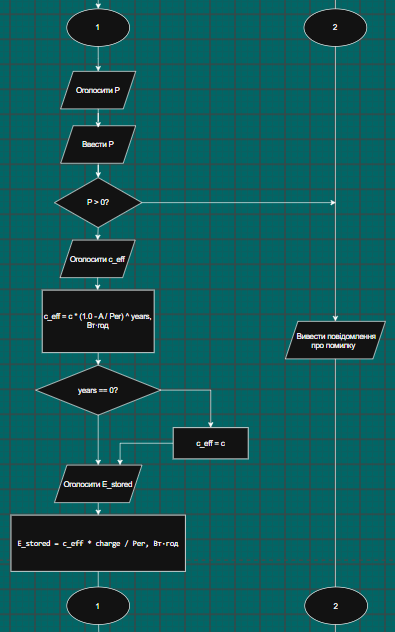 1
2
Оголосити P
Ввести P
P > 0?
Оголосити c_eff
c_eff = c * (1.0 - A / Per) ^ years,
Вт·год
Вивести повідомлення
про помилку
years == 0?
c_eff = c
Оголосити E_stored
E_stored = c_eff * charge / Per, Вт·год
1
2